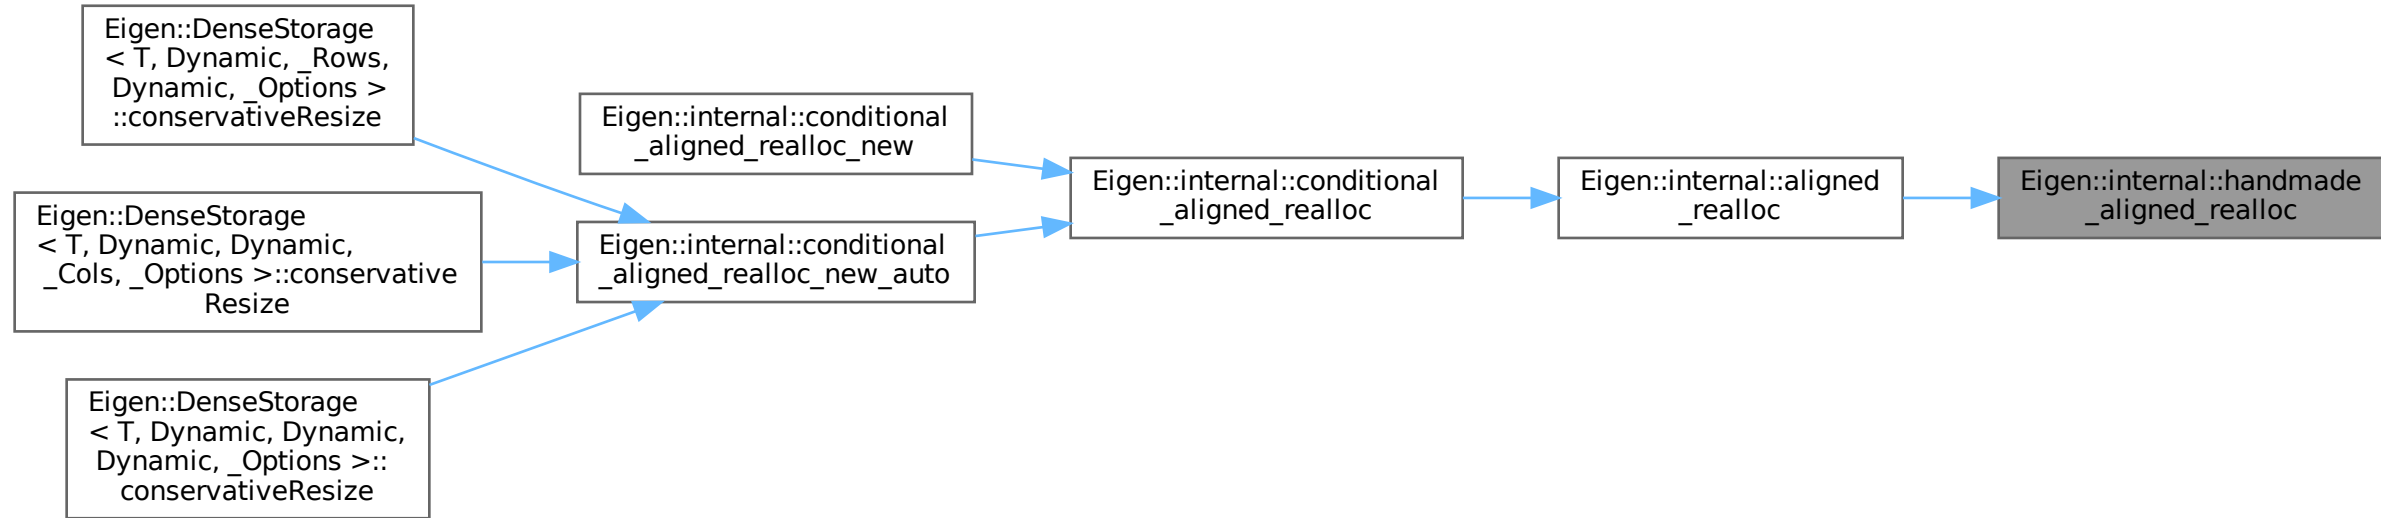 Eigen::DenseStorage
< T, Dynamic, _Rows,
Dynamic, _Options >
::conservativeResize
Eigen::DenseStorage
< T, Dynamic, Dynamic,
_Cols, _Options >::conservative
Resize
Eigen::DenseStorage
< T, Dynamic, Dynamic,
Dynamic, _Options >::
conservativeResize
Eigen::internal::conditional
_aligned_realloc_new
Eigen::internal::conditional
_aligned_realloc_new_auto
Eigen::internal::conditional
_aligned_realloc
Eigen::internal::aligned
_realloc
Eigen::internal::handmade
_aligned_realloc